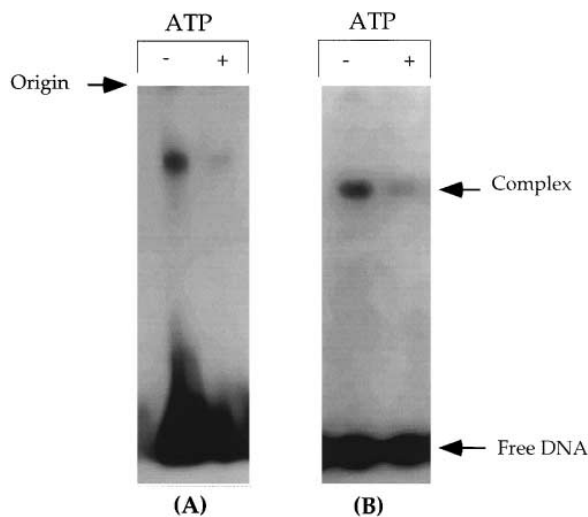 ATP ATP
- + - +
Origin
Complex
Free DNA
(A) (B)